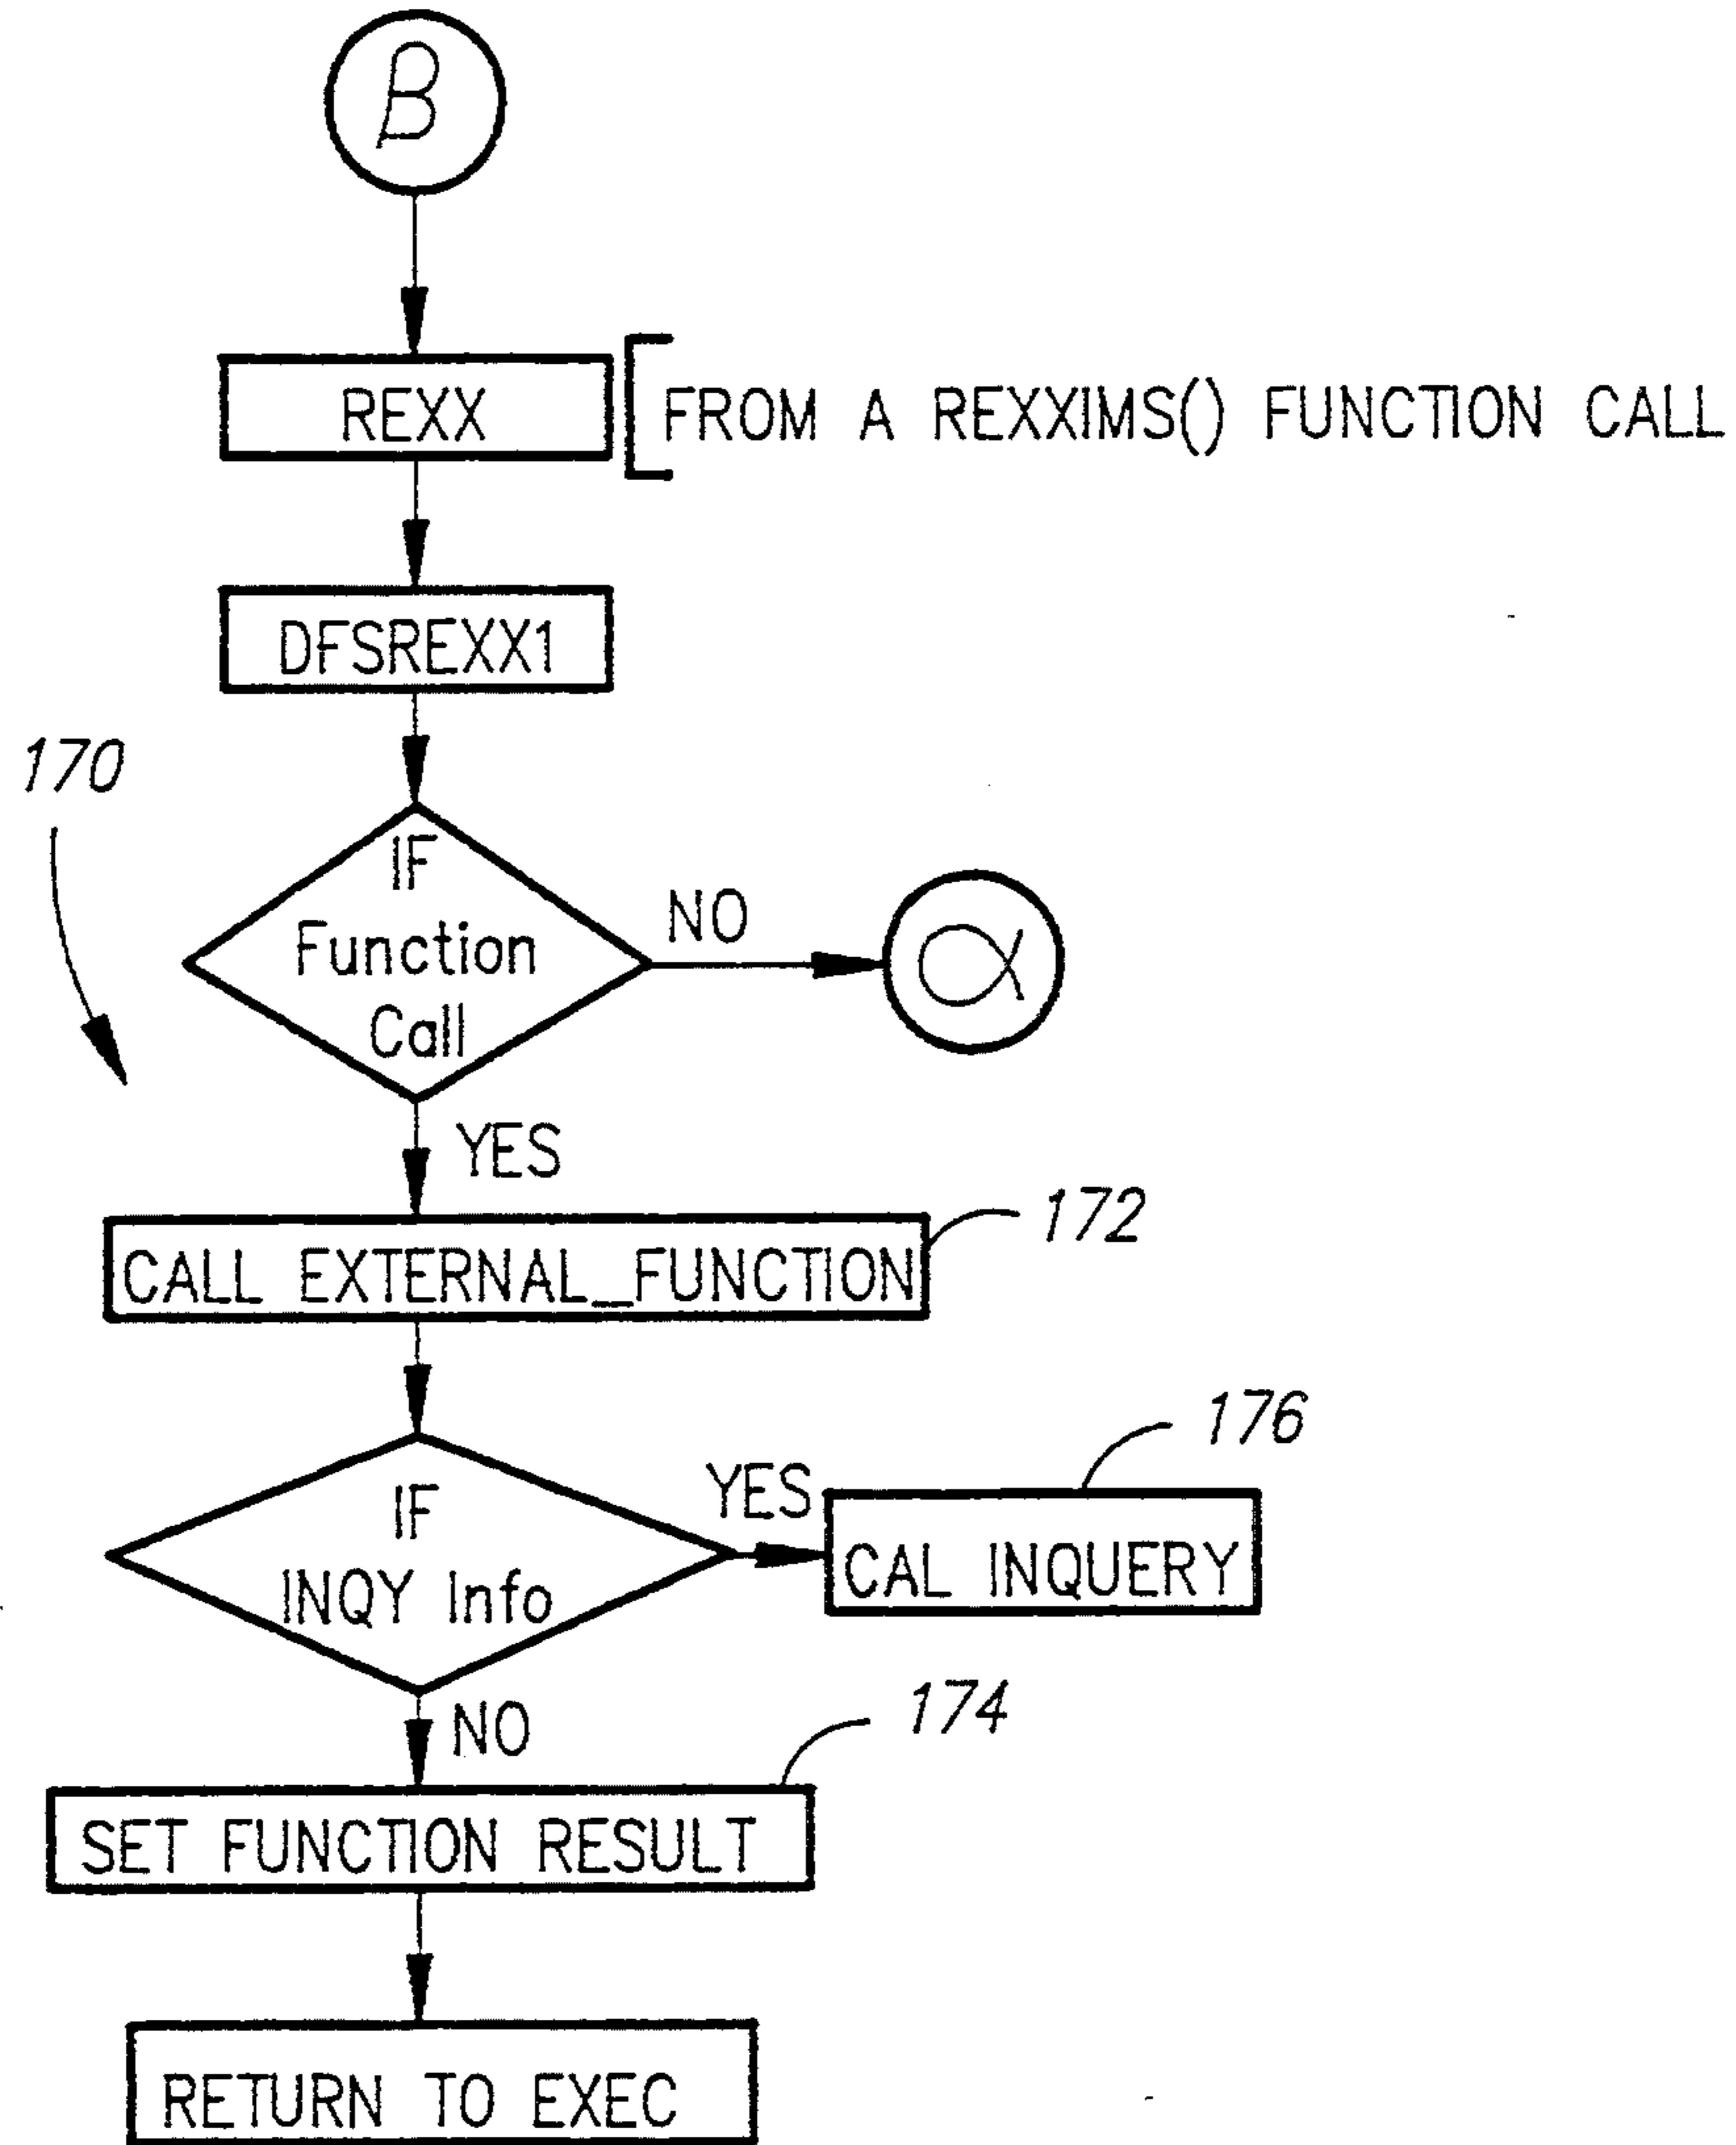 β
REXX
FROM A REXXIMS() FUNCTION CALL
DFSREXX1
170
IF
Function
Call
NO
α
YES
CALL EXTERNAL_FUNCTION
172
IF
INQY Info
YES
CAL INQUERY
176
NO
174
SET FUNCTION RESULT
RETURN TO EXEC